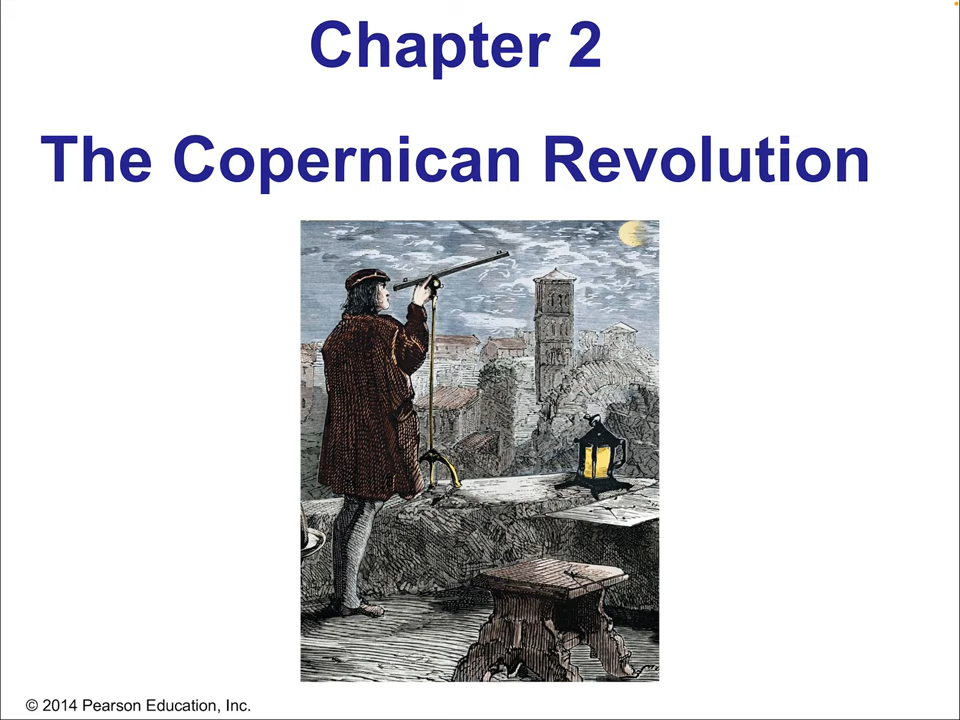 Chapter 2
The Copernican Revolution
© 2014 Pearson Education, Inc.